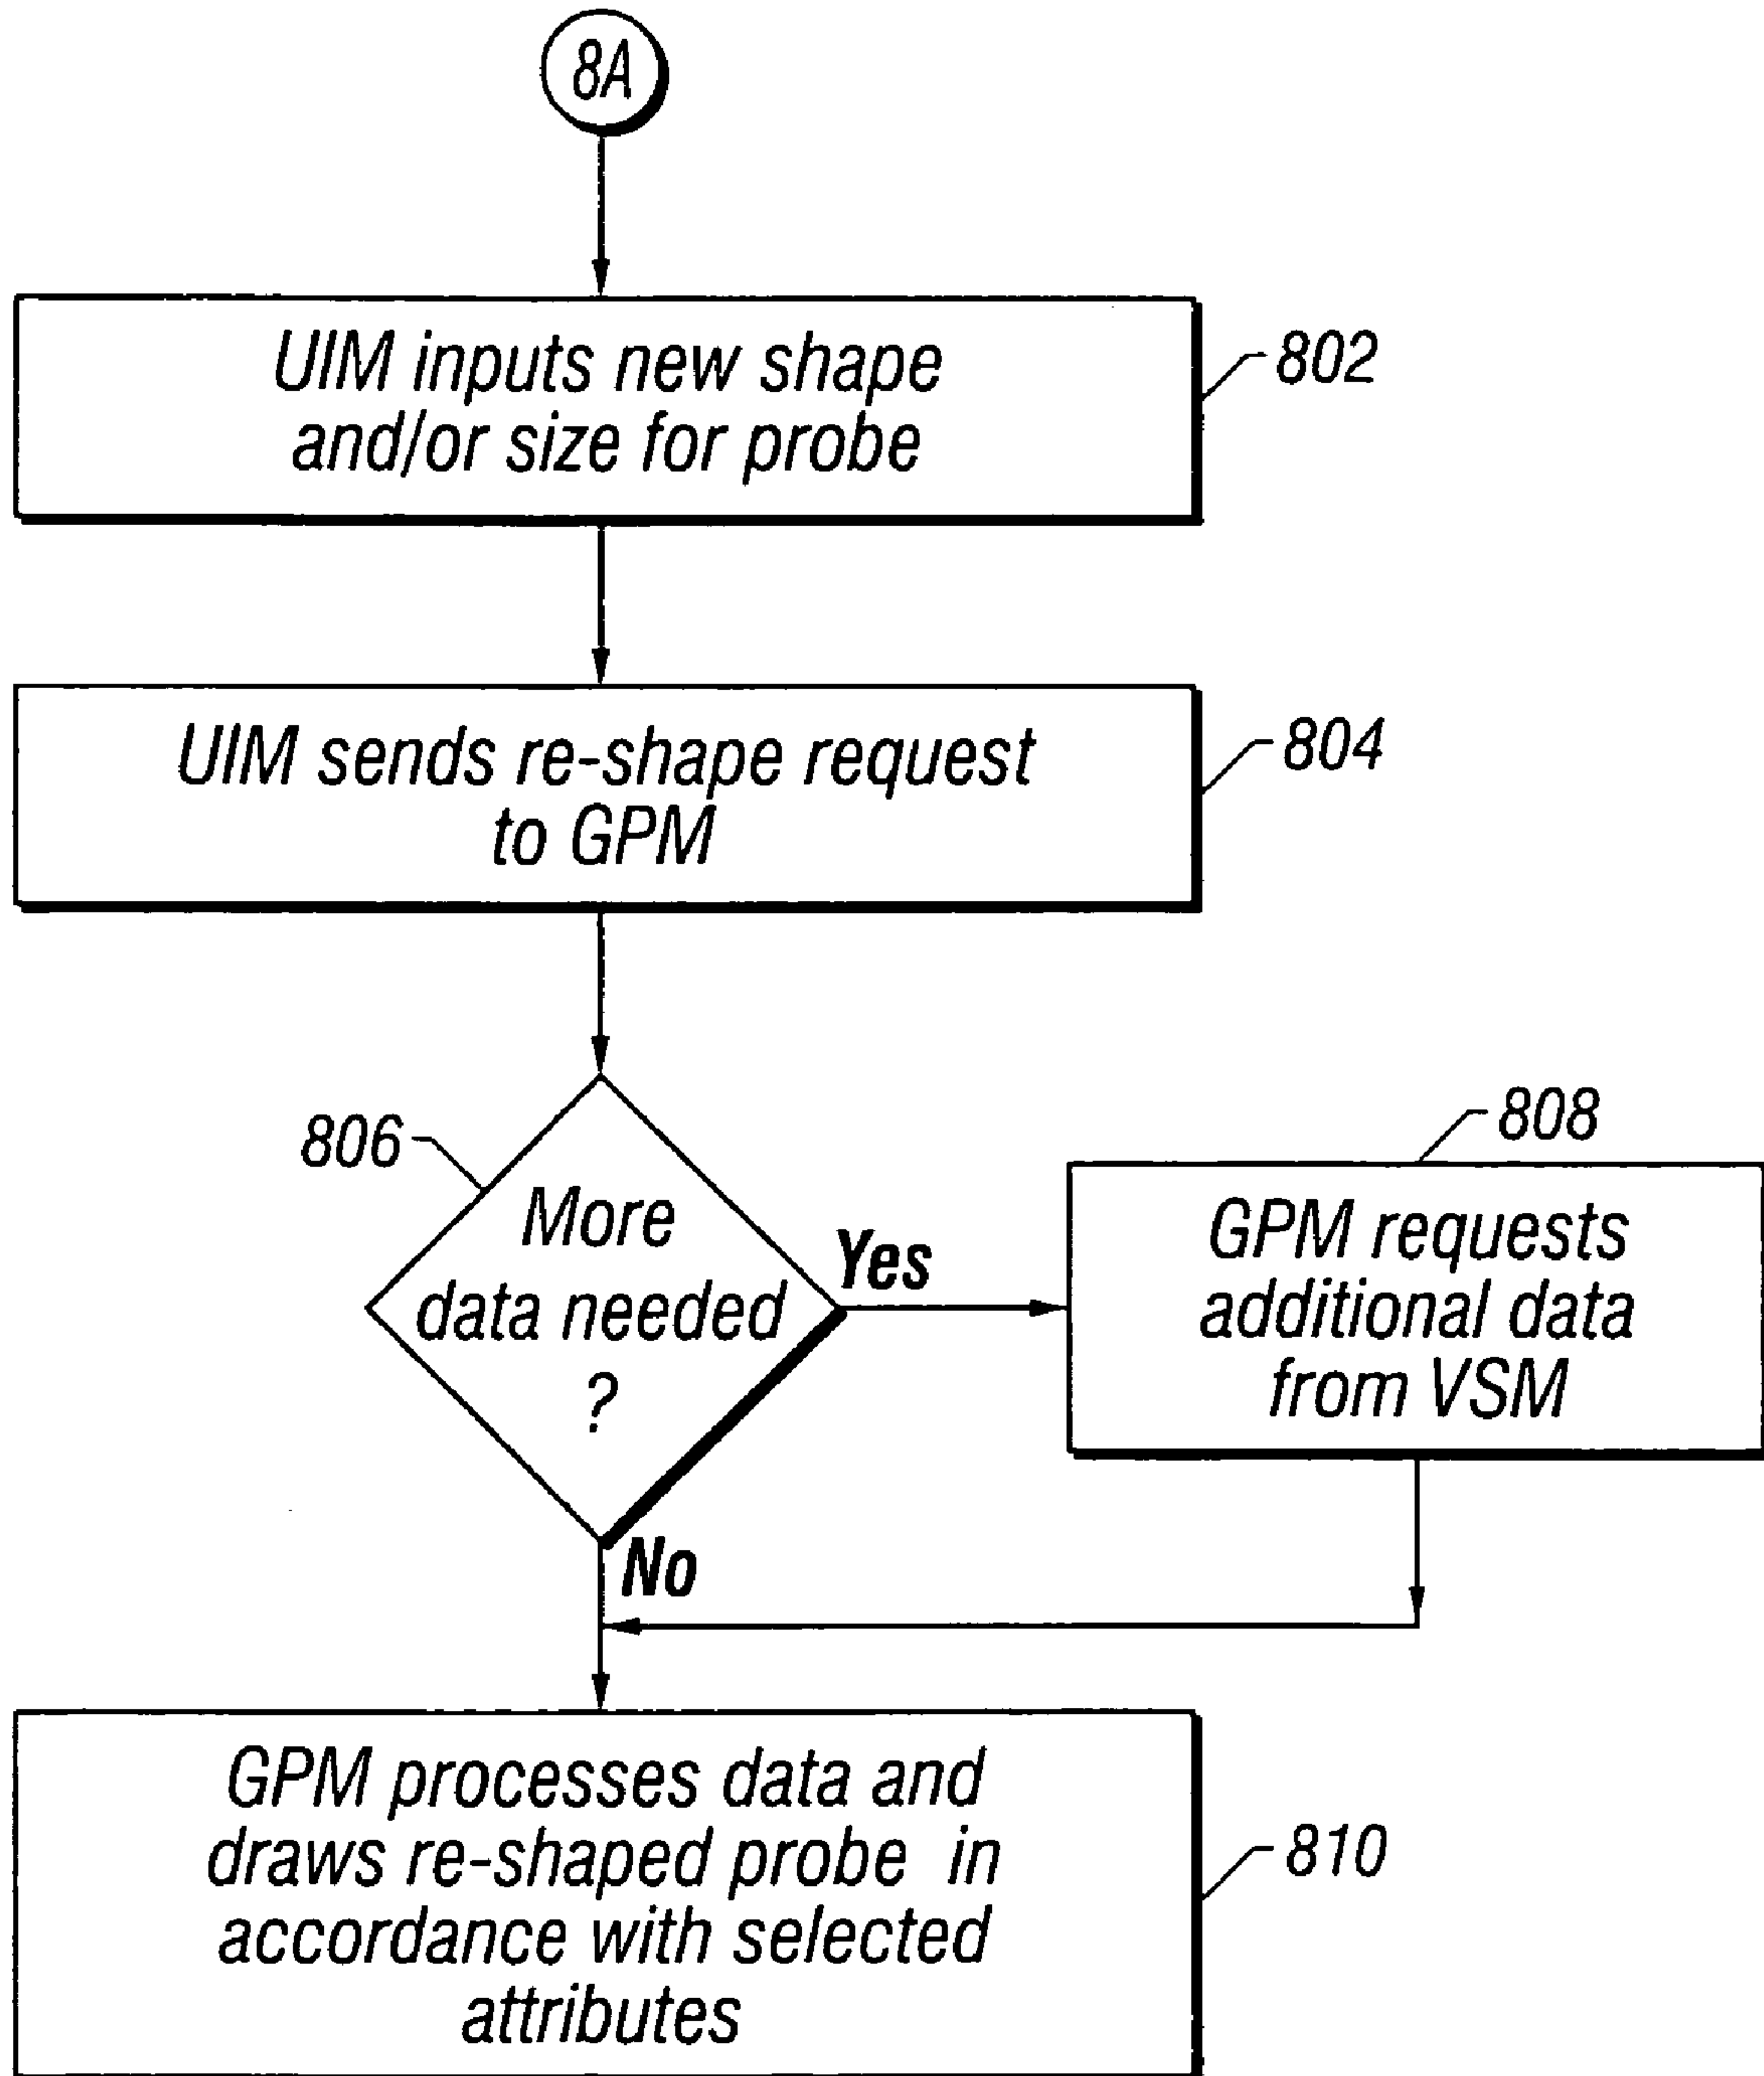 8A
UIM inputs new shape
and/or size for probe
802
UIM sends re-shape request
to GPM
804
806
More
data needed
?
Yes
808
GPM requests
additional data
from VSM
No
GPM processes data and
draws re-shaped probe in
accordance with selected
attributes
810